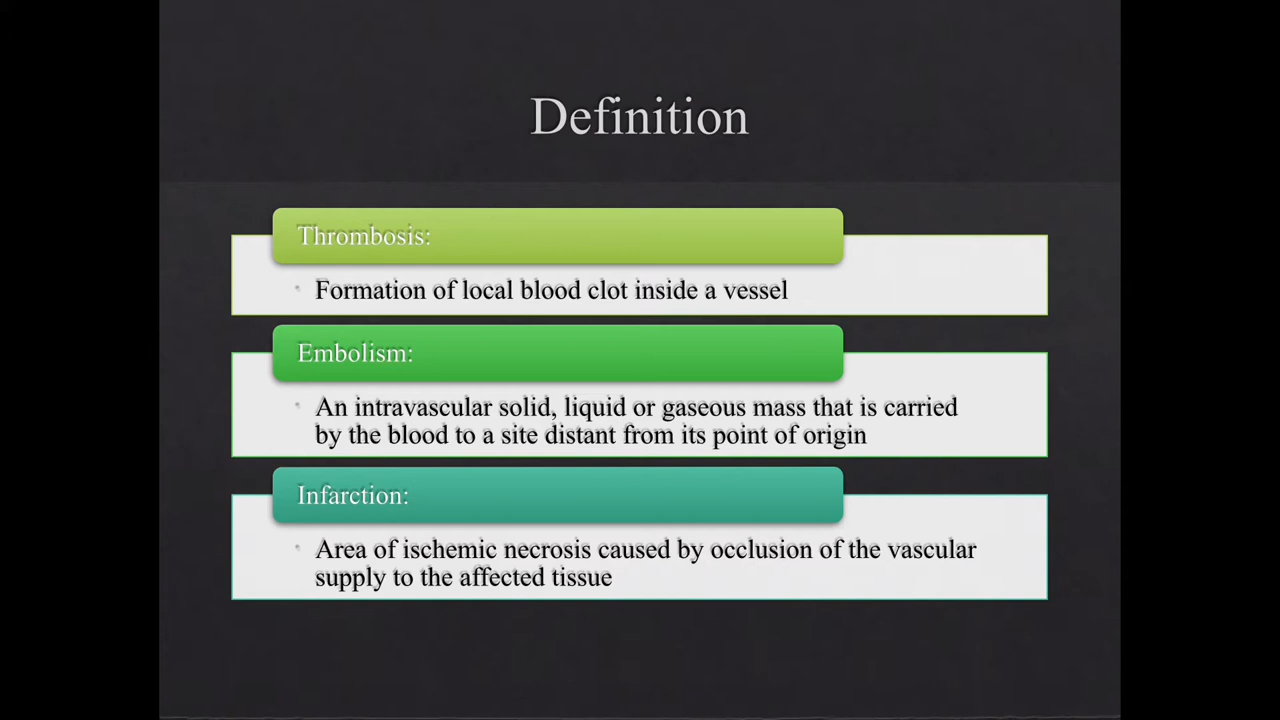 Definition
Thrombosis:
• Formation of local blood clot inside a vessel
Embolism:
• An intravascular solid, liquid or gaseous mass that is carried
by the blood to a site distant from its point of origin
Infarction:
• Area of ischemic necrosis caused by occlusion of the vascular
supply to the affected tissue